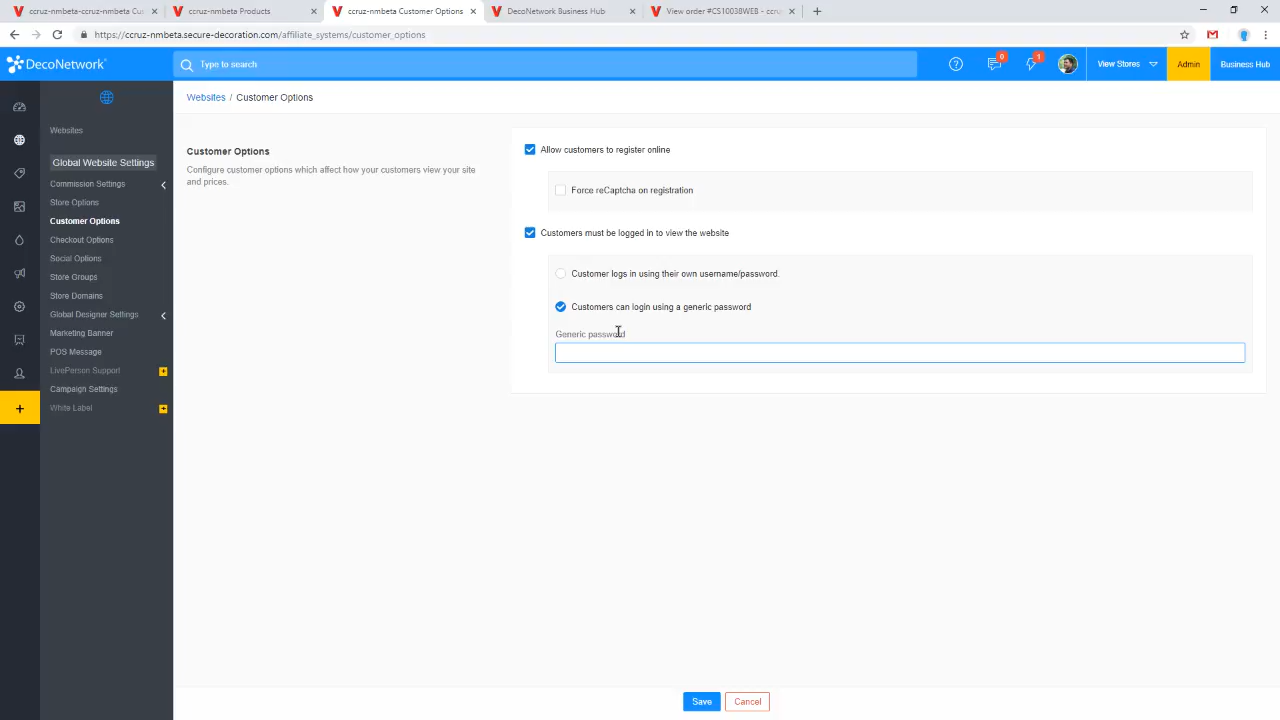 ccruz-nmbeta-ccruz-nmbeta Cu
ccruz-nmbeta Products
ccruz-nmbeta Customer Options
DecoNetwork Business Hub
View order #CS10038WEB - ccru
https://ccruz-nmbeta.secure-decoration.com/affiliate_systems/customer_options
DecoNetwork
Type to search
0
1
View Stores
Admin
Business Hub
Websites / Customer Options
Websites
Global Website Settings
Commission Settings
Store Options
Customer Options
Checkout Options
Social Options
Store Groups
Store Domains
Global Designer Settings
Marketing Banner
POS Message
LivePerson Support
Campaign Settings
White Label
Customer Options
Configure customer options which affect how your customers view your site
and prices.
Allow customers to register online
Force reCaptcha on registration
Customers must be logged in to view the website
Customer logs in using their own username/password.
Customers can login using a generic password
Generic password
Save
Cancel